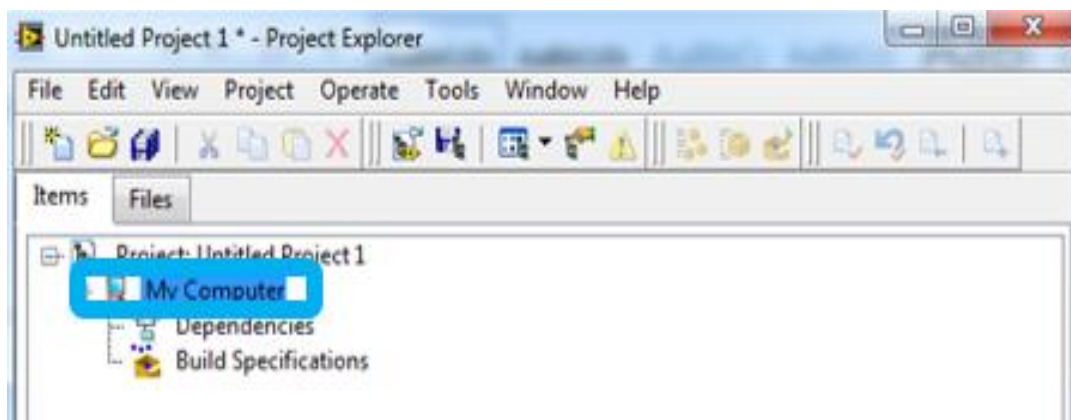 Untitled Project 1 * - Project Explorer
File Edit View Project Operate Tools Window Help
Items Files
Project: Untitled Project 1
My Computer
Dependencies
Build Specifications